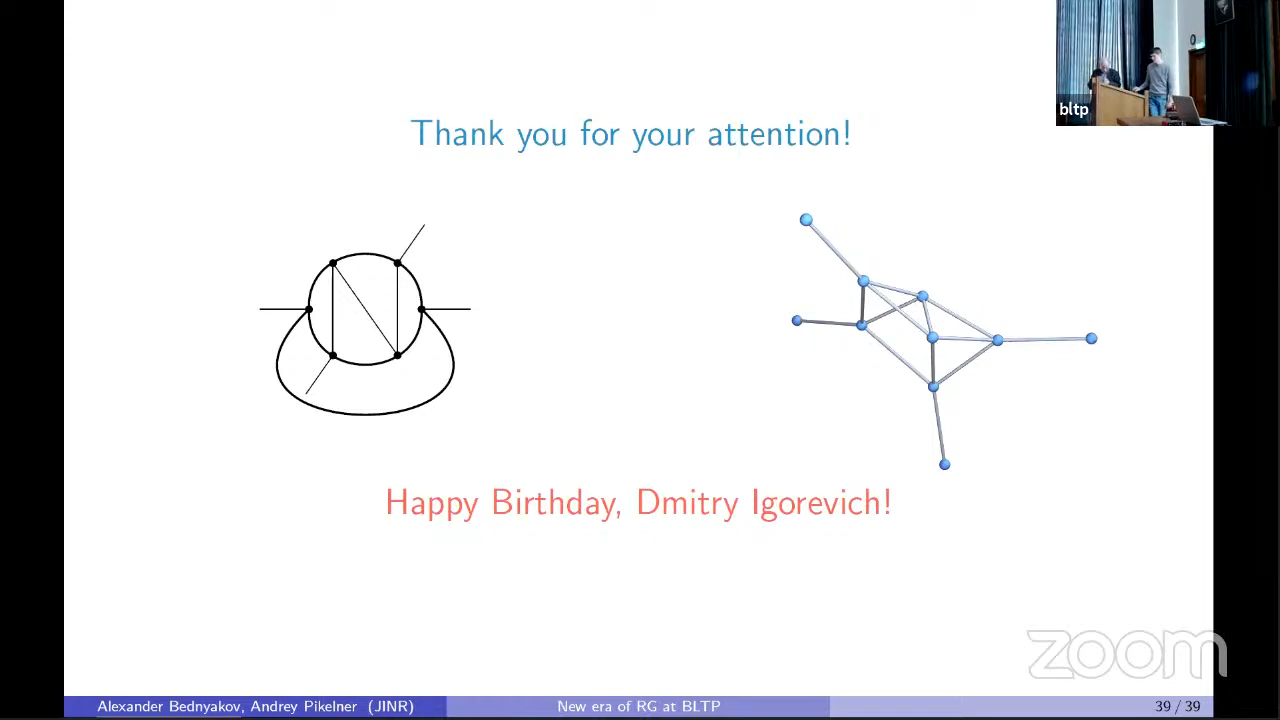 bltp
Thank you for your attention!
Happy Birthday, Dmitry Igorevich!
zoom
Alexander Bednyakov, Andrey Pikelner (JINR)
New era of RG at BLTP
39 / 39